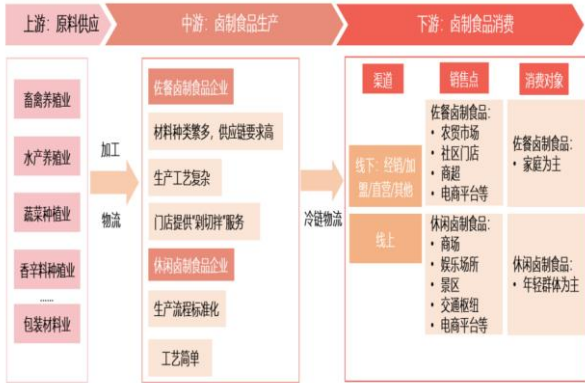 上游：原料供应
中游：卤制食品生产
下游：卤制食品消费
畜禽养殖业
水产养殖业
蔬菜种植业
香辛料种植业
......
包装材料业
加工
物流
佐餐卤制食品企业
材料种类繁多，供应链要求高
生产工艺复杂
门店提供“剁切拌”服务
休闲卤制食品企业
生产流程标准化
工艺简单
冷链物流
渠道
线下：经销/加
盟/直营/其他
线上
销售点
佐餐卤制食品：
• 农贸市场
• 社区门店
• 商超
• 电商平台等
休闲卤制食品：
• 商场
• 娱乐场所
• 景区
• 交通枢纽
• 电商平台等
消费对象
佐餐卤制食品：
• 家庭为主
休闲卤制食品：
• 年轻群体为主